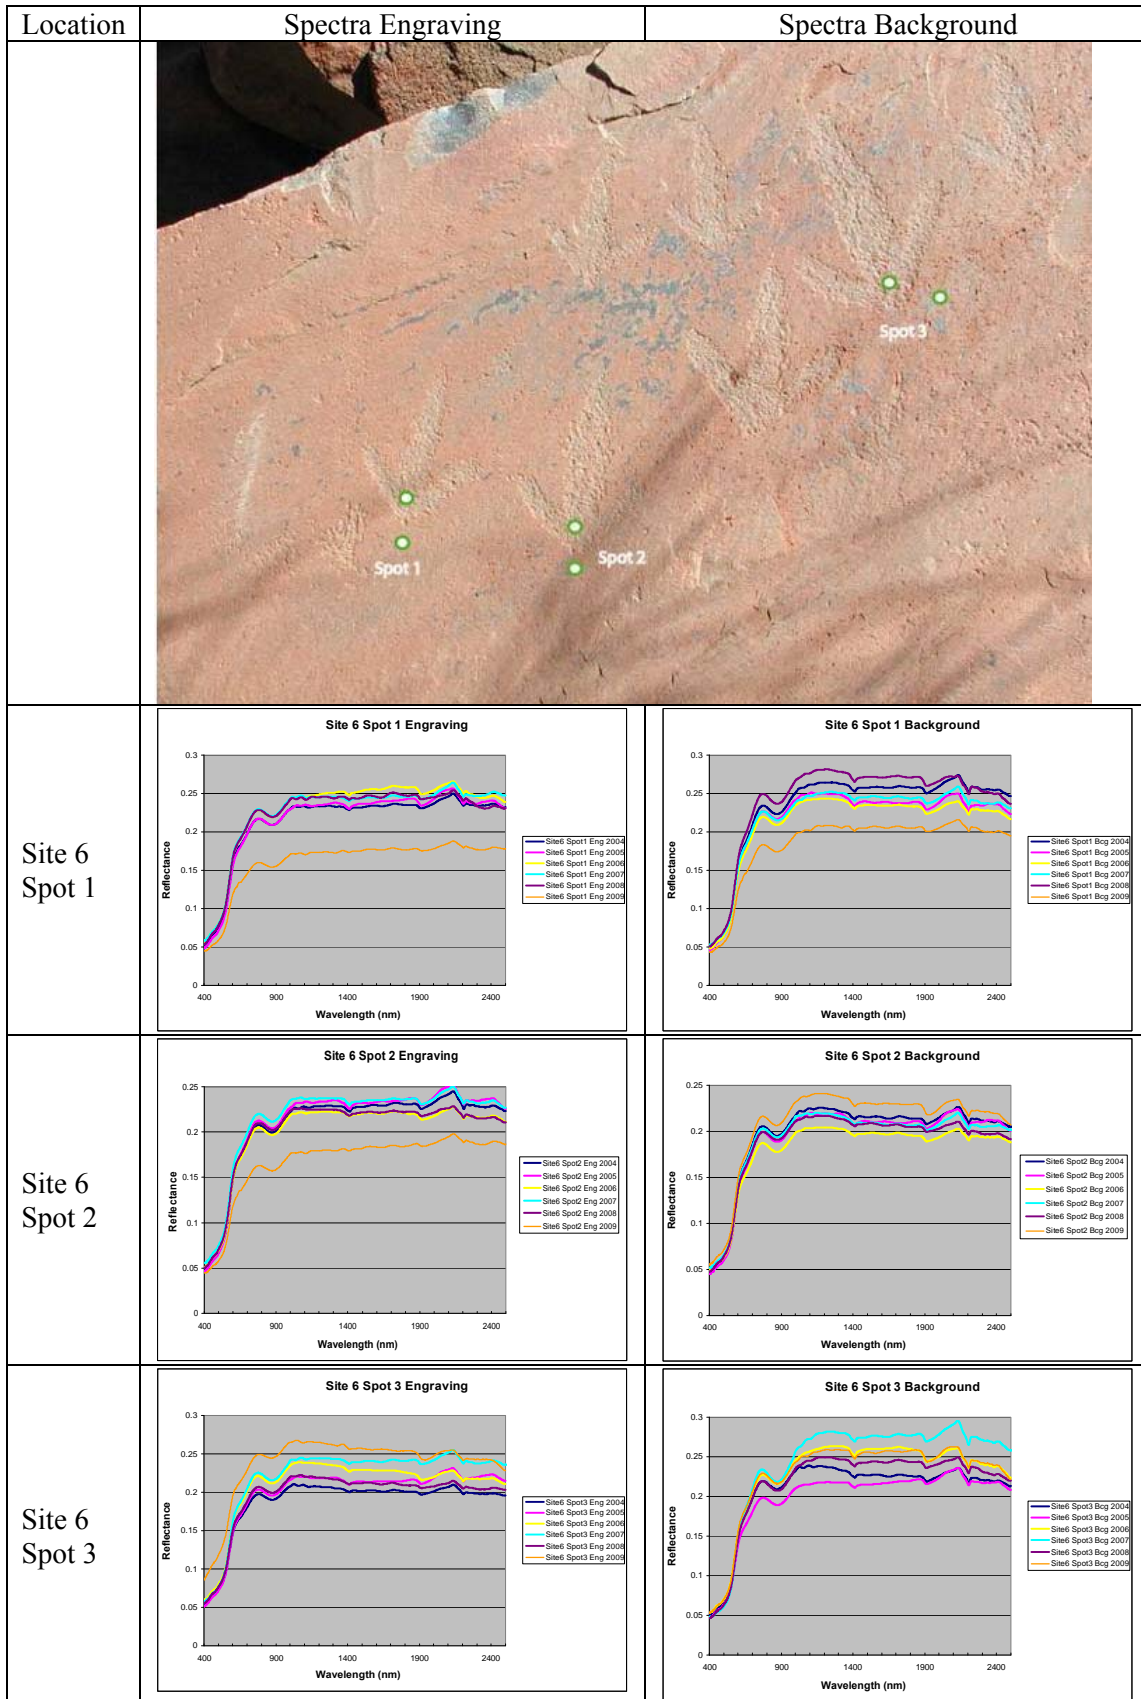 Location Spectra Engraving Spectra Background
Spot 3
Spot 2
Spot 1
Site 6
Spot 1
Site 6 Spot 1 Engraving
0.3
0.25
0.2
0.15
0.1
0.05
0
Reflectance
400 900 1400 1900 2400
Wavelength (nm)
Site6 Spot1 Eng 2004
Site6 Spot1 Eng 2005
Site6 Spot1 Eng 2006
Site6 Spot1 Eng 2007
Site6 Spot1 Eng 2008
Site6 Spot1 Eng 2009
Site 6 Spot 1 Background
0.3
0.25
0.2
0.15
0.1
0.05
0
Reflectance
400 900 1400 1900 2400
Wavelength (nm)
Site6 Spot1 Bcg 2004
Site6 Spot1 Bcg 2005
Site6 Spot1 Bcg 2006
Site6 Spot1 Bcg 2007
Site6 Spot1 Bcg 2008
Site6 Spot1 Bcg 2009
Site 6
Spot 2
Site 6 Spot 2 Engraving
0.25
0.2
0.15
0.1
0.05
0
Reflectance
400 900 1400 1900 2400
Wavelength (nm)
Site6 Spot2 Eng 2004
Site6 Spot2 Eng 2005
Site6 Spot2 Eng 2006
Site6 Spot2 Eng 2007
Site6 Spot2 Eng 2008
Site6 Spot2 Eng 2009
Site 6 Spot 2 Background
0.25
0.2
0.15
0.1
0.05
0
Reflectance
400 900 1400 1900 2400
Wavelength (nm)
Site6 Spot2 Bcg 2004
Site6 Spot2 Bcg 2005
Site6 Spot2 Bcg 2006
Site6 Spot2 Bcg 2007
Site6 Spot2 Bcg 2008
Site6 Spot2 Bcg 2009
Site 6
Spot 3
Site 6 Spot 3 Engraving
0.3
0.25
0.2
0.15
0.1
0.05
0
Reflectance
400 900 1400 1900 2400
Wavelength (nm)
Site6 Spot3 Eng 2004
Site6 Spot3 Eng 2005
Site6 Spot3 Eng 2006
Site6 Spot3 Eng 2007
Site6 Spot3 Eng 2008
Site6 Spot3 Eng 2009
Site 6 Spot 3 Background
0.3
0.25
0.2
0.15
0.1
0.05
0
Reflectance
400 900 1400 1900 2400
Wavelength (nm)
Site6 Spot3 Bcg 2004
Site6 Spot3 Bcg 2005
Site6 Spot3 Bcg 2006
Site6 Spot3 Bcg 2007
Site6 Spot3 Bcg 2008
Site6 Spot3 Bcg 2009